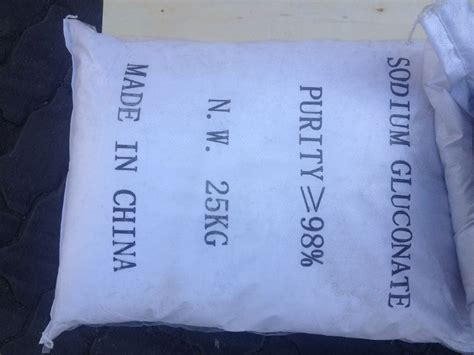 SODIUM GLUCONATE
PURITY≥98%
N. W. 25KG
MADE IN CHINA